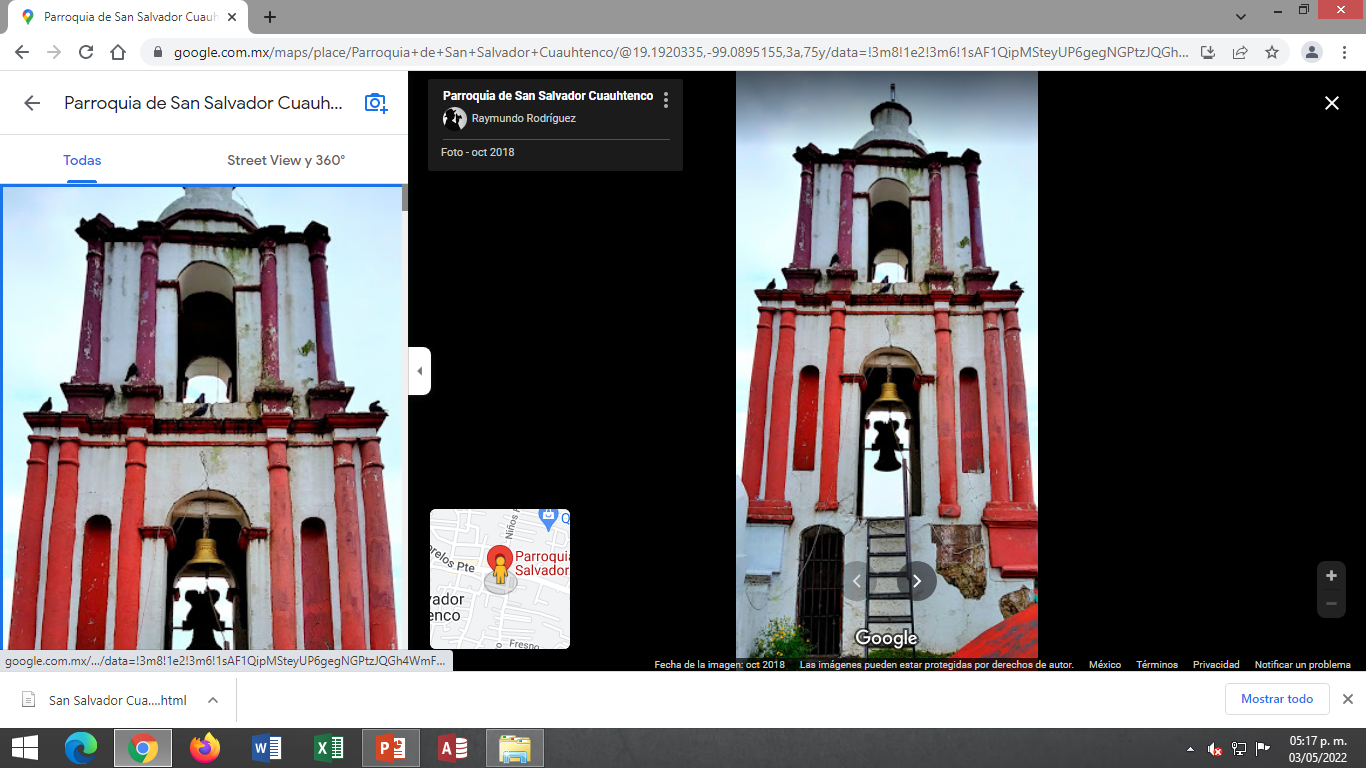 Parroquia de San Salvador Cuauh
google.com.mx/maps/place/Parroquia+de+San+Salvador+Cuauhtenco/@19.1920335,-99.0895155,3a,75y/data=!3m8!1e2!3m6!1sAF1QipMSteyUP6gegNGPtzJQGh...
Parroquia de San Salvador Cuauh...
Todas
Street View y 360°
Parroquia de San Salvador Cuauhtenco
Raymundo Rodríguez
Foto - oct 2018
Niños
Q
orelos Pte
Parroquia
Salvador
vador
enco
Fresno
Google
google.com.mx/.../data=!3m8!1e2!3m6!1sAF1QipMSteyUP6gegNGPtzJQGh4WmF...
Fecha de la imagen: oct 2018
Las imágenes pueden estar protegidas por derechos de autor.
México
Términos
Privacidad
Notificar un problema
San Salvador Cua....html
Mostrar todo
05:17 p. m.
03/05/2022